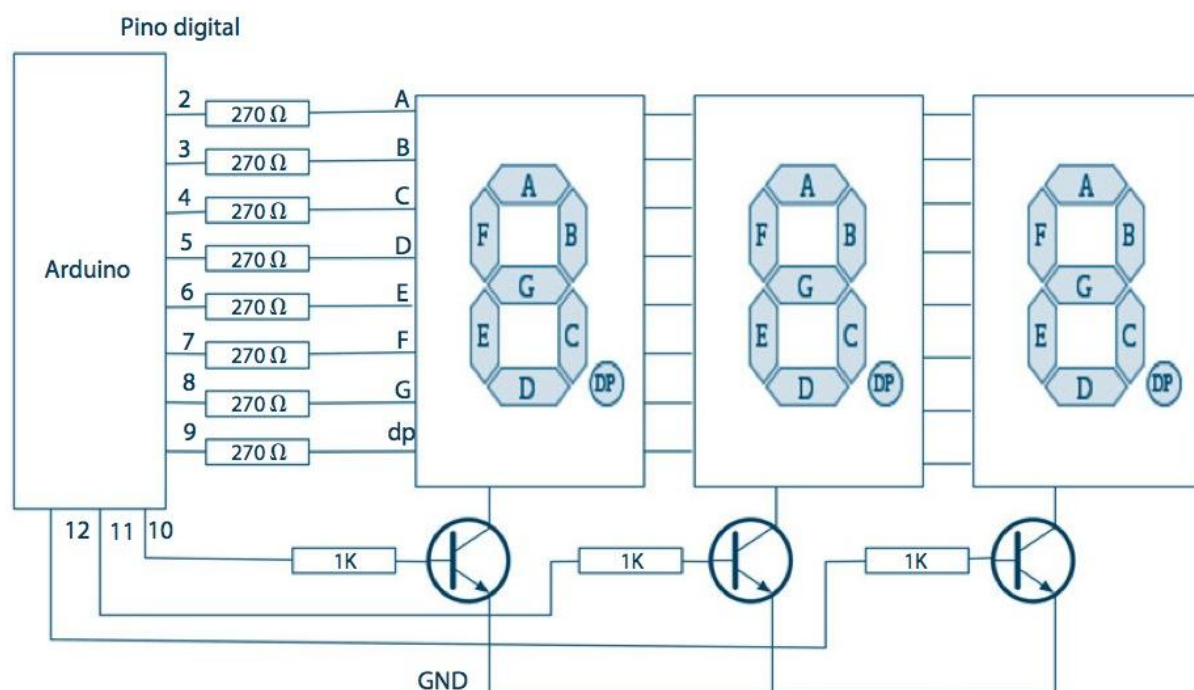 Pino digital
Arduino
2 270 Ω A
3 270 Ω B
4 270 Ω C
5 270 Ω D
6 270 Ω E
7 270 Ω F
8 270 Ω G
9 270 Ω dp
A
F B
G
E C
D DP
A
F B
G
E C
D DP
A
F B
G
E C
D DP
12 11 10
1K 1K 1K
GND